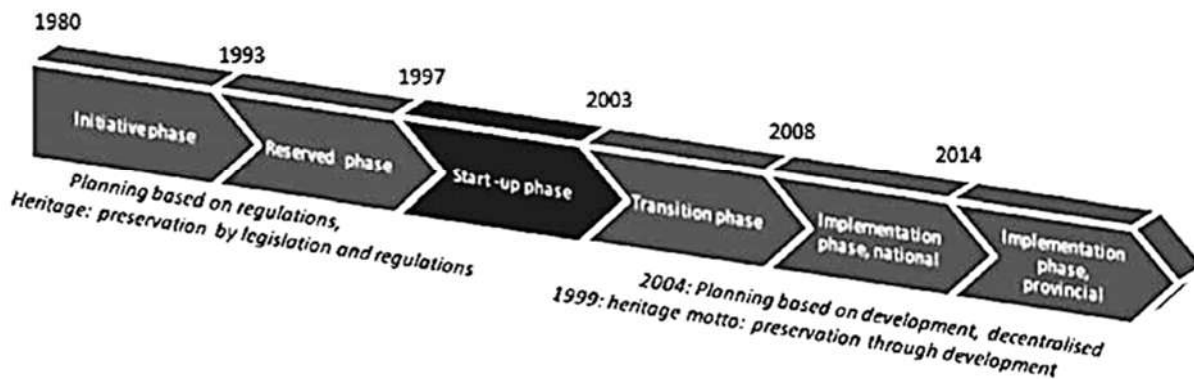 1980
1993
1997
2003
2008
2014
Initiative phase
Reserved phase
Start-up phase
Transition phase
Implementation
phase, national
Implementation
phase,
provincial
Planning based on regulations,
Heritage: preservation by legislation and regulations
2004: Planning based on development, decentralised
1999: heritage motto: preservation through development